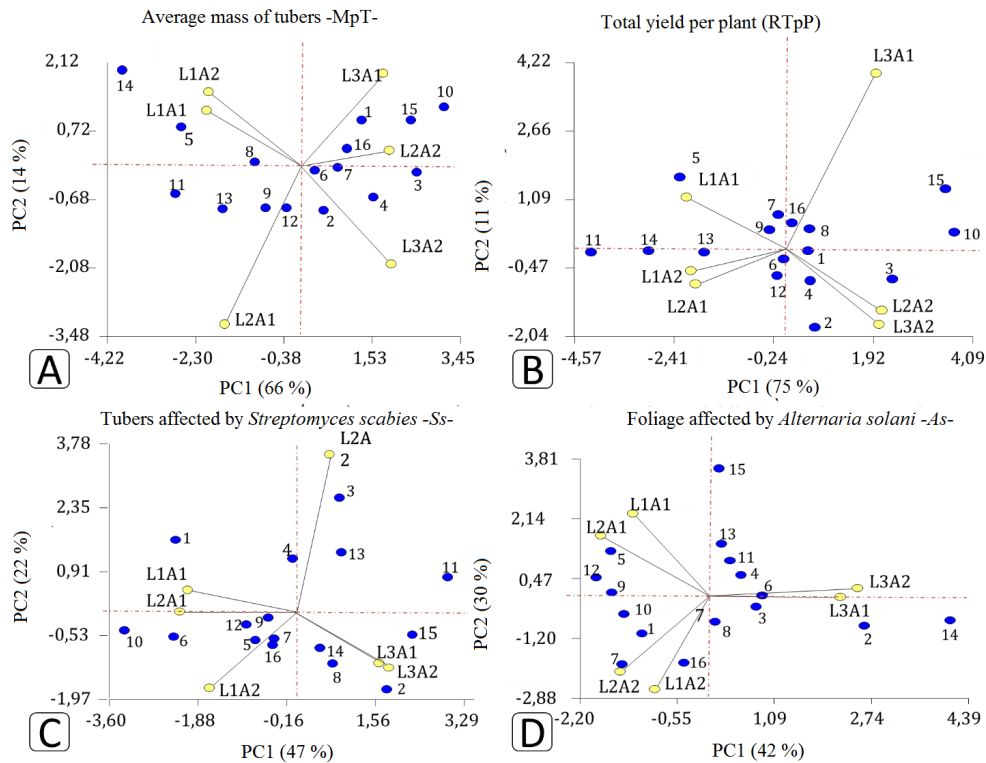 Average mass of tubers -MpT-
2,12
0,72
-0,68
-2,08
-3,48
PC2 (14 %)
-4,22 -2,30 -0,38 1,53 3,45
PC1 (66 %)
A
14
L1A2
L1A1
5
8
11
13
9
12
L2A1
L3A1
1
15
10
16
L2A2
6
7
3
2
4
L3A2
Total yield per plant (RTpP)
4,22
2,66
1,09
-0,47
-2,04
PC2 (11 %)
-4,57 -2,41 -0,24 1,92 4,09
PC1 (75 %)
B
L3A1
5
L1A1
7
16
9
8
15
10
11
14
13
1
6
L1A2
L2A1
12
4
3
2
L2A2
L3A2
Tubers affected by Streptomyces scabies -Ss-
3,78
2,35
0,91
-0,53
-1,97
PC2 (22 %)
-3,60 -1,88 -0,16 1,56 3,29
PC1 (47 %)
C
L2A
2
3
1
4
13
11
L1A1
L2A1
10
6
12
9
5
7
16
14
8
15
L3A1
L3A2
L1A2
2
Foliage affected by Alternaria solani -As-
3,81
2,14
0,47
-1,20
-2,88
PC2 (30 %)
-2,20 -0,55 1,09 2,74 4,39
PC1 (42 %)
D
15
L1A1
L2A1
5
13
11
4
12
9
6
L3A2
L3A1
10
1
7
8
3
2
14
7
16
L2A2
L1A2